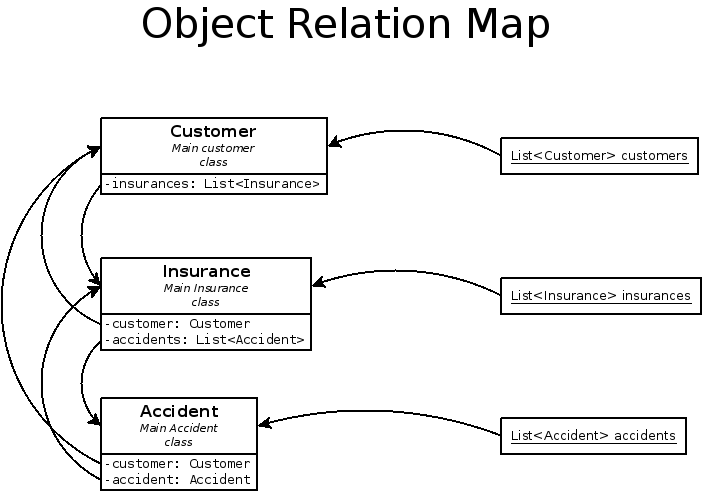 Object Relation Map
Customer
Main customer
class
-insurances: List<Insurance>
List<Customer> customers
Insurance
Main Insurance
class
-customer: Customer
-accidents: List<Accident>
List<Insurance> insurances
Accident
Main Accident
class
-customer: Customer
-accident: Accident
List<Accident> accidents